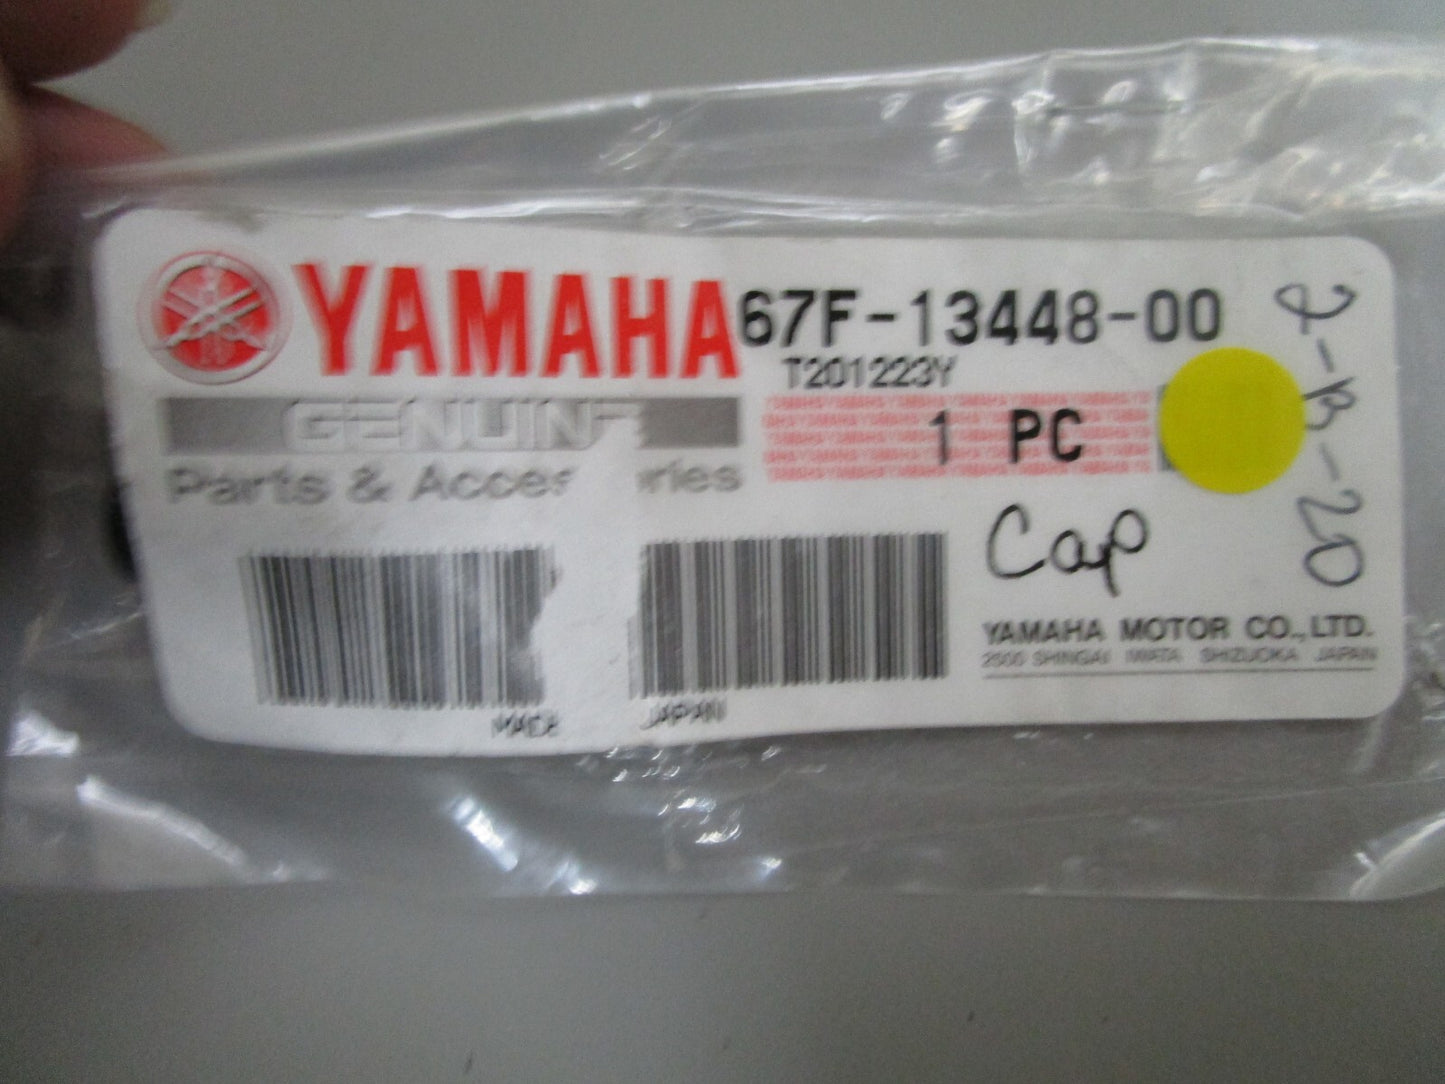 YAMAHA 67F-13448-00
T201223Y
GENUINE
1 PC
Parts & Accessories
Cap
2-B-20
YAMAHA MOTOR CO., LTD.
2500 SHINGAI IWATA SHIZUOKA JAPAN
MADE JAPAN